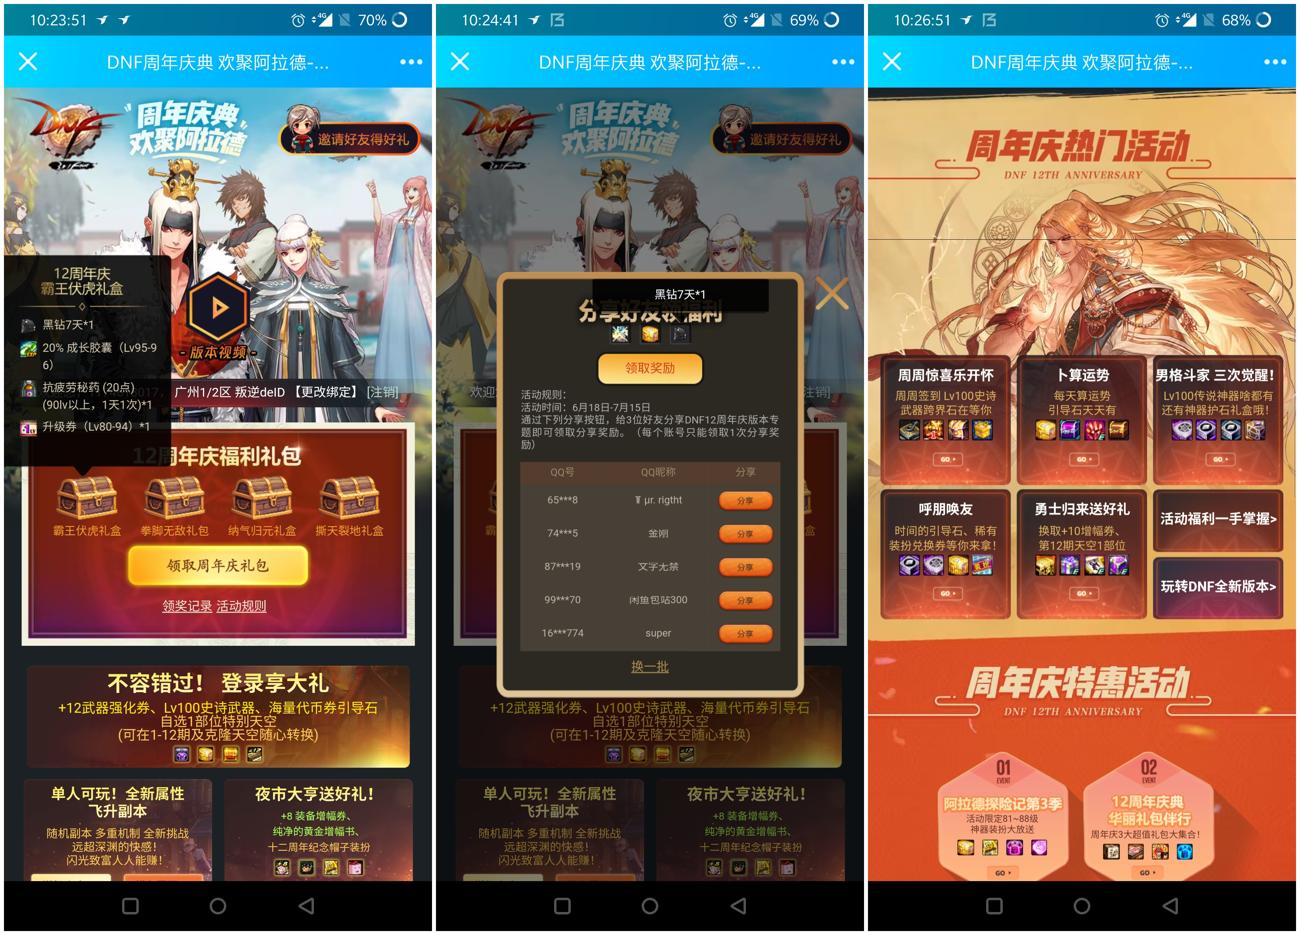 10:23:51
4G
70%
DNF周年庆典 欢聚阿拉德-...
DNF
周年庆典
欢聚阿拉德
邀请好友得好礼
12周年庆
霸王伏虎礼盒
黑钻7天*1
20% 成长胶囊（Lv95-9
6）
抗疲劳秘药 (20点)
(90lv以上，1天1次)*1
升级券（Lv80-94）*1
- 版本视频 -
广州1/2区 叛逆delD 【更改绑定】 [注销]
12周年庆福利礼包
霸王伏虎礼盒 拳脚无敌礼包 纳气归元礼盒 撕天裂地礼盒
领取周年庆礼包
领奖记录 活动规则
不容错过！ 登录享大礼
+12武器强化券、Lv100史诗武器、海量代币券引导石
自选1部位特别天空
(可在1-12期及克隆天空随心转换)
单人可玩！全新属性
飞升副本
随机副本 多重机制 全新挑战
远超深渊的快感！
闪光致富人人能赚！
夜市大亨送好礼！
+8 装备增幅券、
纯净的黄金增幅书、
十二周年纪念帽子装扮
10:24:41
4G
69%
DNF周年庆典 欢聚阿拉德-...
DNF
周年庆典
欢聚阿拉德
邀请好友得好礼
黑钻7天*1
分享好友领福利
领取奖励
活动规则：
活动时间：6月18日-7月15日
通过下列分享按钮，给3位好友分享DNF12周年庆版本专
题即可领取分享奖励。（每个账号只能领取1次分享奖
励）
QQ号 QQ昵称 分享
65***8 ₮ μr. rigtht 分享
74***5 金刚 分享
87***19 文字无禁 分享
99***70 闲鱼包站300 分享
16***774 super 分享
换一批
+12武器强化券、Lv100史诗武器、海量代币券引导石
自选1部位特别天空
(可在1-12期及克隆天空随心转换)
单人可玩！全新属性
飞升副本
随机副本 多重机制 全新挑战
远超深渊的快感！
闪光致富人人能赚！
夜市大亨送好礼！
+8 装备增幅券、
纯净的黄金增幅书、
十二周年纪念帽子装扮
10:26:51
4G
68%
DNF周年庆典 欢聚阿拉德-...
周年庆热门活动
DNF 12TH ANNIVERSARY
周周惊喜乐开怀
周周签到 Lv100史诗
武器跨界石在等你
GO
卜算运势
每天算运势
引导石天天有
GO
男格斗家 三次觉醒！
Lv100传说神器啥都有
还有神器护石礼盒哦！
GO
呼朋唤友
时间的引导石、稀有
装扮兑换券等你来拿！
GO
勇士归来送好礼
换取+10增幅券、
第12期天空1部位
GO
活动福利一手掌握>
玩转DNF全新版本>
周年庆特惠活动
DNF 12TH ANNIVERSARY
01
EVENT
阿拉德探险记第3季
活动限定81~88级
神器装扮大放送
GO
02
EVENT
12周年庆典
华丽礼包伴行
周年庆3大超值礼包大集合！
GO